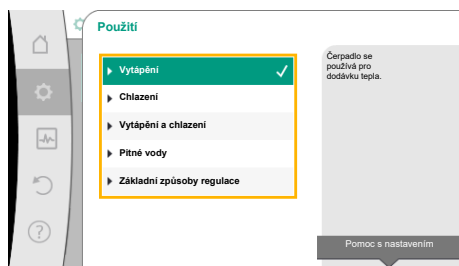 Použití
Vytápění
Chlazení
Vytápění a chlazení
Pitné vody
Základní způsoby regulace
Čerpadlo se
používá pro
dodávku tepla.
Pomoc s nastavením